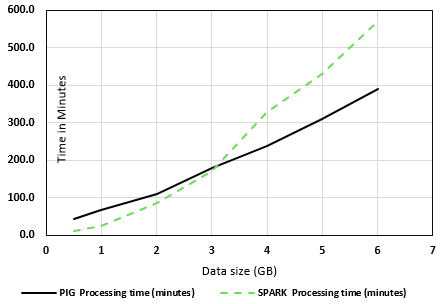 600.0
500.0
400.0
300.0
200.0
100.0
0.0
Time in Minutes
0 1 2 3 4 5 6 7
Data size (GB)
PIG Processing time (minutes) SPARK Processing time (minutes)